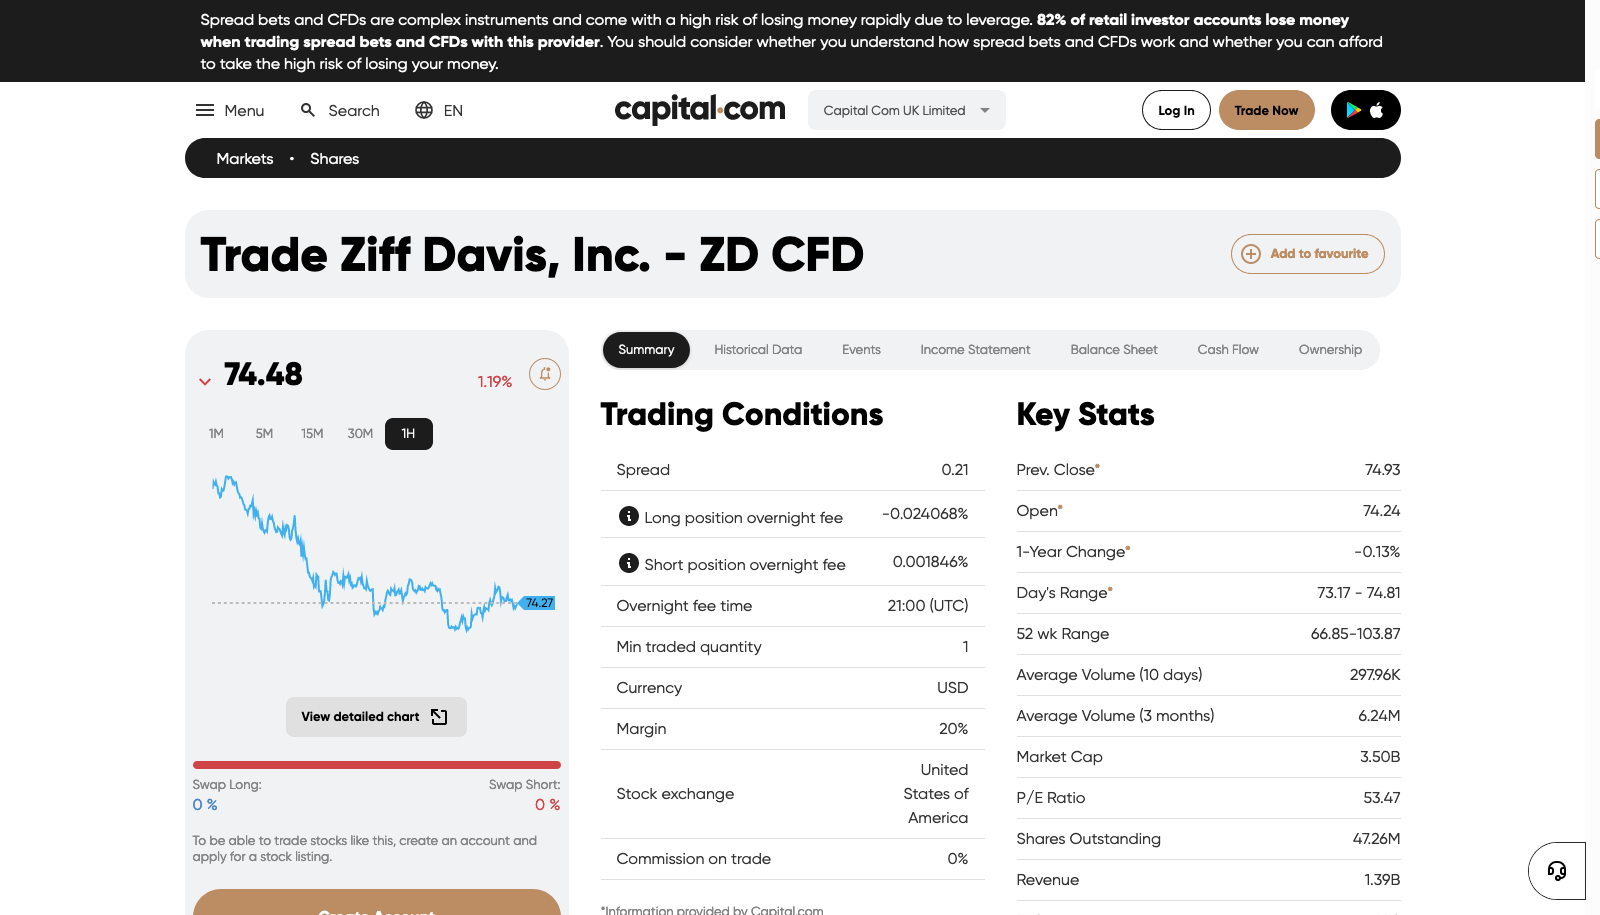 Spread bets and CFDs are complex instruments and come with a high risk of losing money rapidly due to leverage. 82% of retail investor accounts lose money
when trading spread bets and CFDs with this provider. You should consider whether you understand how spread bets and CFDs work and whether you can afford
to take the high risk of losing your money.
Menu
Search
EN
capital.com
Capital Com UK Limited
Log In
Trade Now
Markets • Shares
Trade Ziff Davis, Inc. - ZD CFD
Add to favourite
74.48
1.19%
1M 5M 15M 30M 1H
74.27
View detailed chart
Swap Long: Swap Short:
0 % 0 %
To be able to trade stocks like this, create an account and
apply for a stock listing.
Create Account
Summary Historical Data Events Income Statement Balance Sheet Cash Flow Ownership
Trading Conditions
Spread 0.21
Long position overnight fee -0.024068%
Short position overnight fee 0.001846%
Overnight fee time 21:00 (UTC)
Min traded quantity 1
Currency USD
Margin 20%
Stock exchange United
States of
America
Commission on trade 0%
*Information provided by Capital.com
Key Stats
Prev. Close* 74.93
Open* 74.24
1-Year Change* -0.13%
Day's Range* 73.17 - 74.81
52 wk Range 66.85-103.87
Average Volume (10 days) 297.96K
Average Volume (3 months) 6.24M
Market Cap 3.50B
P/E Ratio 53.47
Shares Outstanding 47.26M
Revenue 1.39B